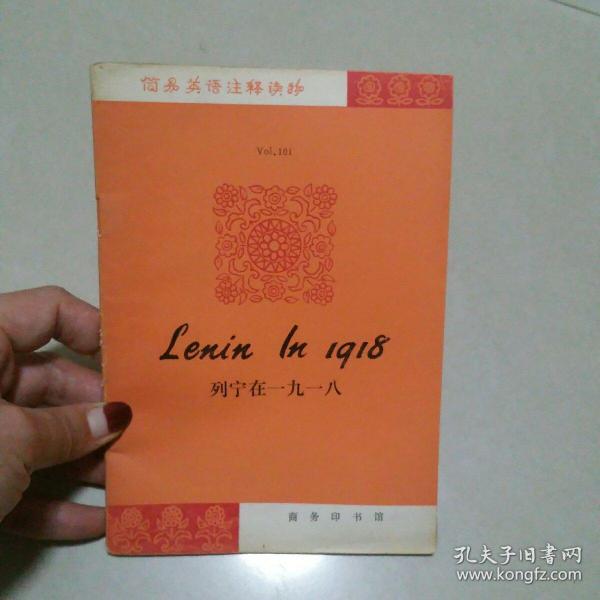 简易英语注释读物
Vol.101
Lenin In 1918
列宁在一九一八
商务印书馆
孔夫子旧书网
www.kongfz.com